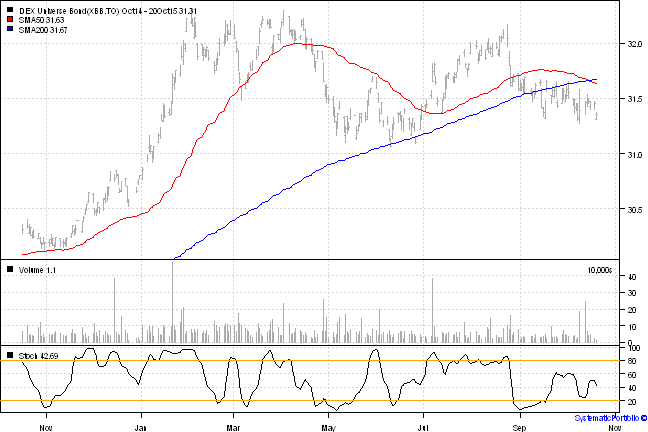 DEX Universe Bond(XBB.TO) Oct14 - 20Oct15 31.31
SMA50 31.63
SMA200 31.67
32.0
31.5
31.0
30.5
Volume 1.1
10,000s
40
30
20
10
0
Stoch 42.69
100
80
60
40
20
Nov Jan Mar May Jul Sep Nov
SystematicPortfolio ©